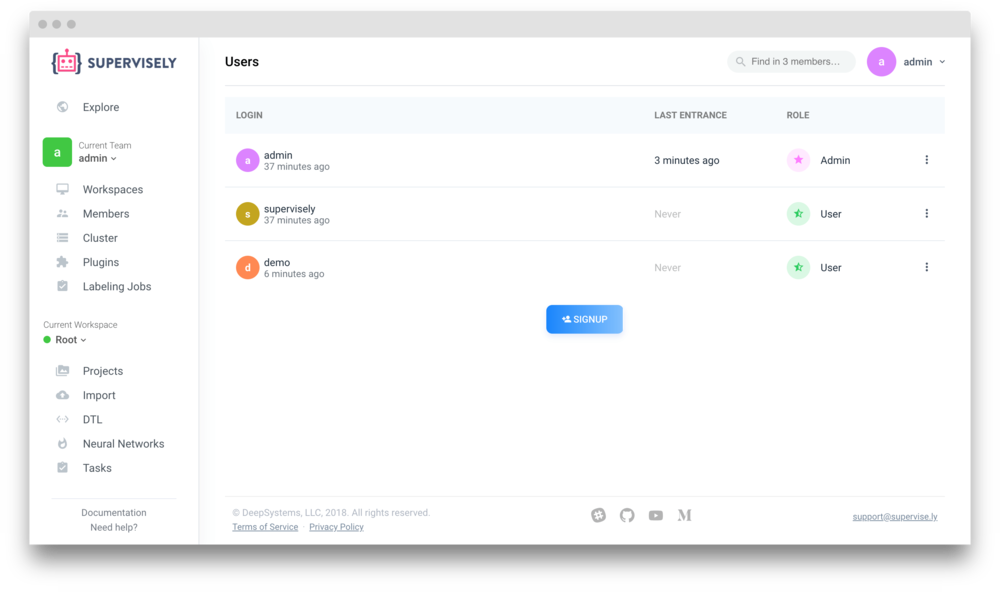 SUPERVISELY
Users
Find in 3 members...
a
admin
Explore
a
Current Team
admin
Workspaces
Members
Cluster
Plugins
Labeling Jobs
Current Workspace
Root
Projects
Import
DTL
Neural Networks
Tasks
Documentation
Need help?
LOGIN LAST ENTRANCE ROLE
a admin 3 minutes ago Admin
37 minutes ago
s supervisely Never User
37 minutes ago
d demo Never User
6 minutes ago
SIGNUP
© DeepSystems, LLC, 2018. All rights reserved.
Terms of Service · Privacy Policy
support@supervise.ly